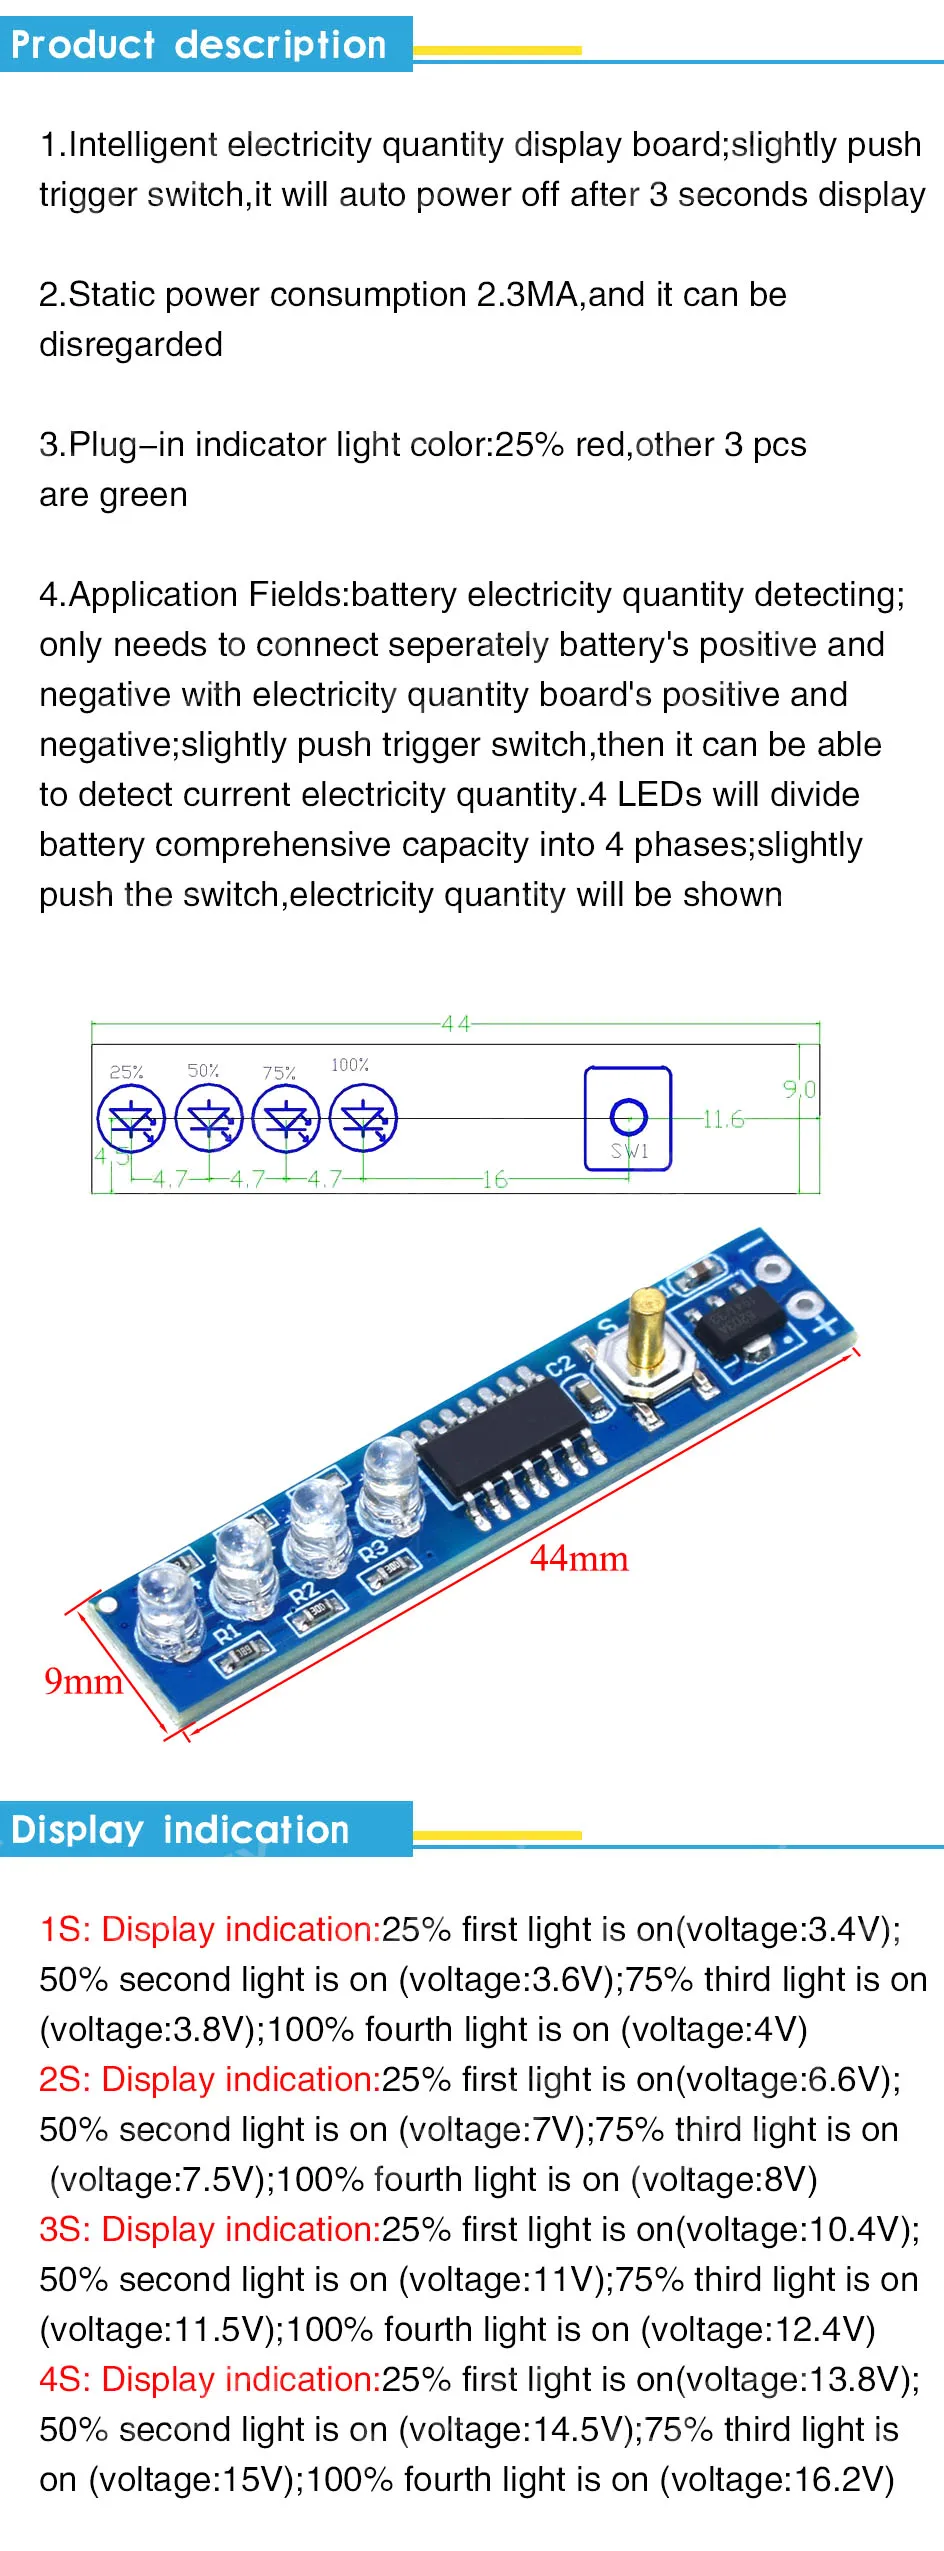 Product description
1.Intelligent electricity quantity display board;slightly push
trigger switch,it will auto power off after 3 seconds display
2.Static power consumption 2.3MA,and it can be
disregarded
3.Plug-in indicator light color:25% red,other 3 pcs
are green
4.Application Fields:battery electricity quantity detecting;
only needs to connect seperately battery's positive and
negative with electricity quantity board's positive and
negative;slightly push trigger switch,then it can be able
to detect current electricity quantity.4 LEDs will divide
battery comprehensive capacity into 4 phases;slightly
push the switch,electricity quantity will be shown
44
25% 50% 75% 100%
9.0
11.6
SW1
4.5
4.7 4.7 4.7 16
C2
S
R3
R2
R1
300
300
+
-
44mm
9mm
Display indication
1S: Display indication:25% first light is on(voltage:3.4V);
50% second light is on (voltage:3.6V);75% third light is on
(voltage:3.8V);100% fourth light is on (voltage:4V)
2S: Display indication:25% first light is on(voltage:6.6V);
50% second light is on (voltage:7V);75% third light is on
(voltage:7.5V);100% fourth light is on (voltage:8V)
3S: Display indication:25% first light is on(voltage:10.4V);
50% second light is on (voltage:11V);75% third light is on
(voltage:11.5V);100% fourth light is on (voltage:12.4V)
4S: Display indication:25% first light is on(voltage:13.8V);
50% second light is on (voltage:14.5V);75% third light is
on (voltage:15V);100% fourth light is on (voltage:16.2V)